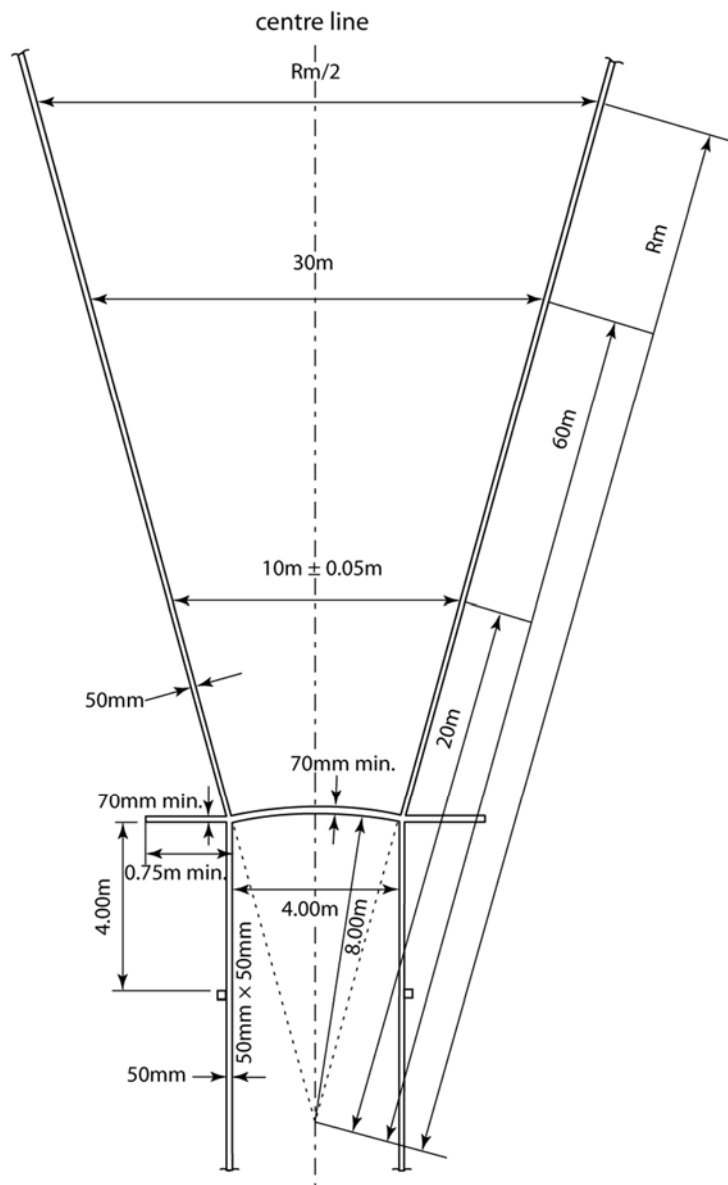 centre line
Rm/2
Rm
30m
60m
10m ± 0.05m
20m
50mm
70mm min.
70mm min.
0.75m min.
4.00m
4.00m
8.00m
50mm × 50mm
50mm